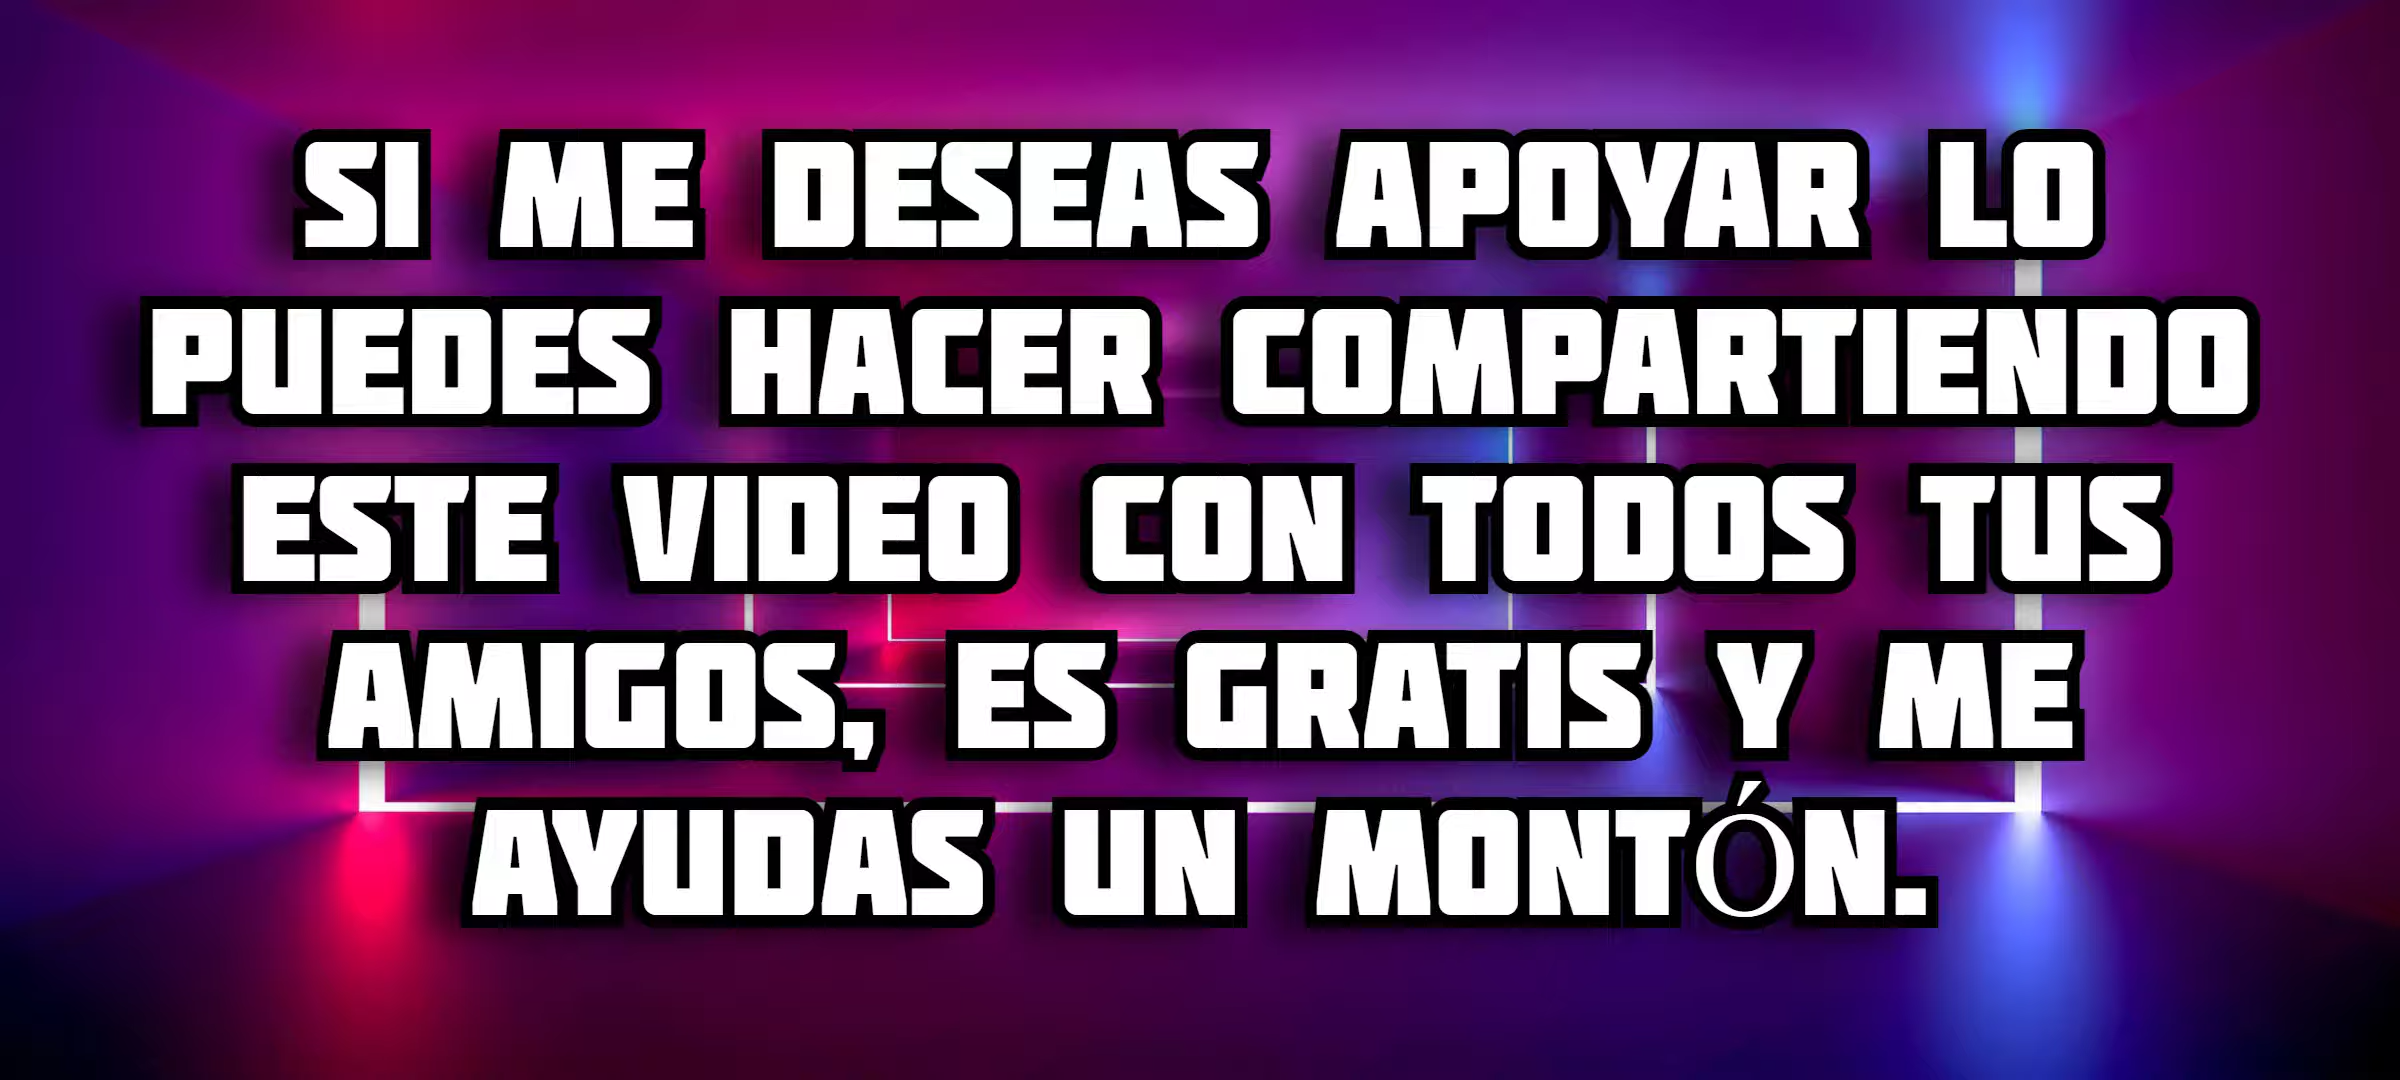 SI ME DESEAS APOYAR LO
PUEDES HACER COMPARTIENDO
ESTE VIDEO CON TODOS TUS
AMIGOS, ES GRATIS Y ME
AYUDAS UN MONTÓN.